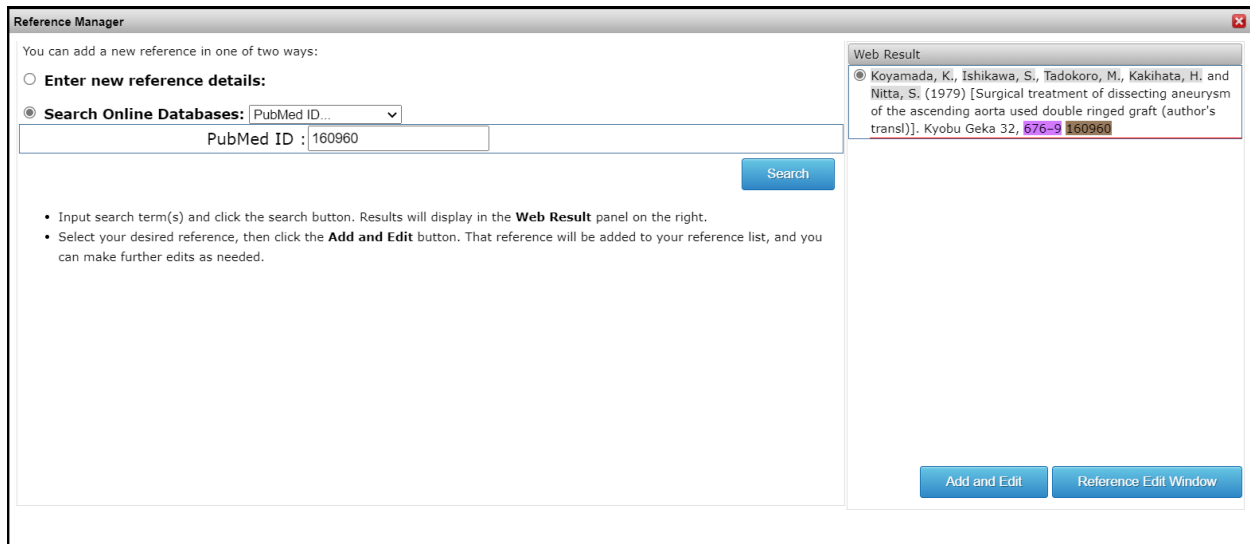 Reference Manager
You can add a new reference in one of two ways:
Enter new reference details:
Search Online Databases: PubMed ID...
PubMed ID : 160960
Search
• Input search term(s) and click the search button. Results will display in the Web Result panel on the right.
• Select your desired reference, then click the Add and Edit button. That reference will be added to your reference list, and you
can make further edits as needed.
Web Result
Koyamada, K., Ishikawa, S., Tadokoro, M., Kakihata, H. and
Nitta, S. (1979) [Surgical treatment of dissecting aneurysm
of the ascending aorta used double ringed graft (author's
transl)]. Kyobu Geka 32, 676–9 160960
Add and Edit
Reference Edit Window